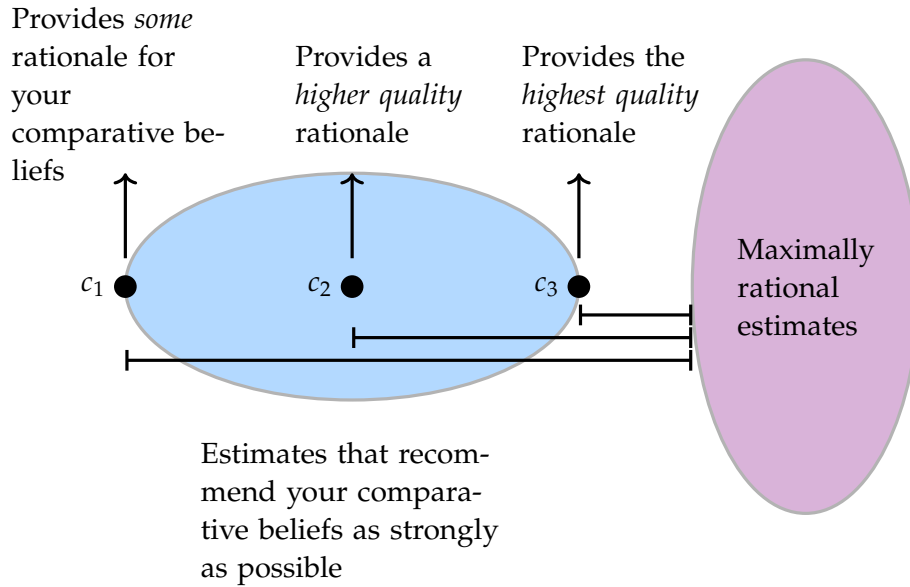 Provides some
rationale for
your
comparative be-
liefs
Provides a
higher quality
rationale
Provides the
highest quality
rationale
c1
c2
c3
Maximally
rational
estimates
Estimates that recom-
mend your compara-
tive beliefs as strongly
as possible